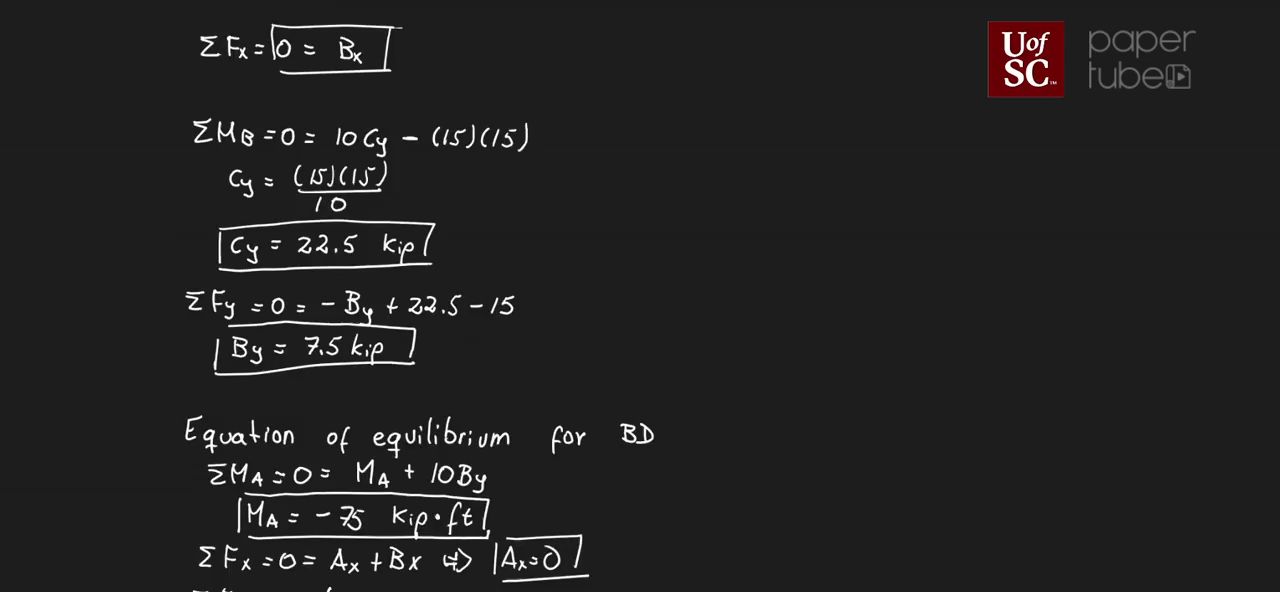 ΣFx = 0 = Bx
UofSC™
paper
tube
ΣMB = 0 = 10Cy - (15)(15)
Cy = (15)(15)
10
Cy = 22.5 kip
ΣFy = 0 = - By + 22.5 - 15
By = 7.5 kip
Equation of equilibrium for BD
ΣMA = 0 = MA + 10By
MA = - 75 kip·ft
ΣFx = 0 = Ax + Bx => Ax = 0